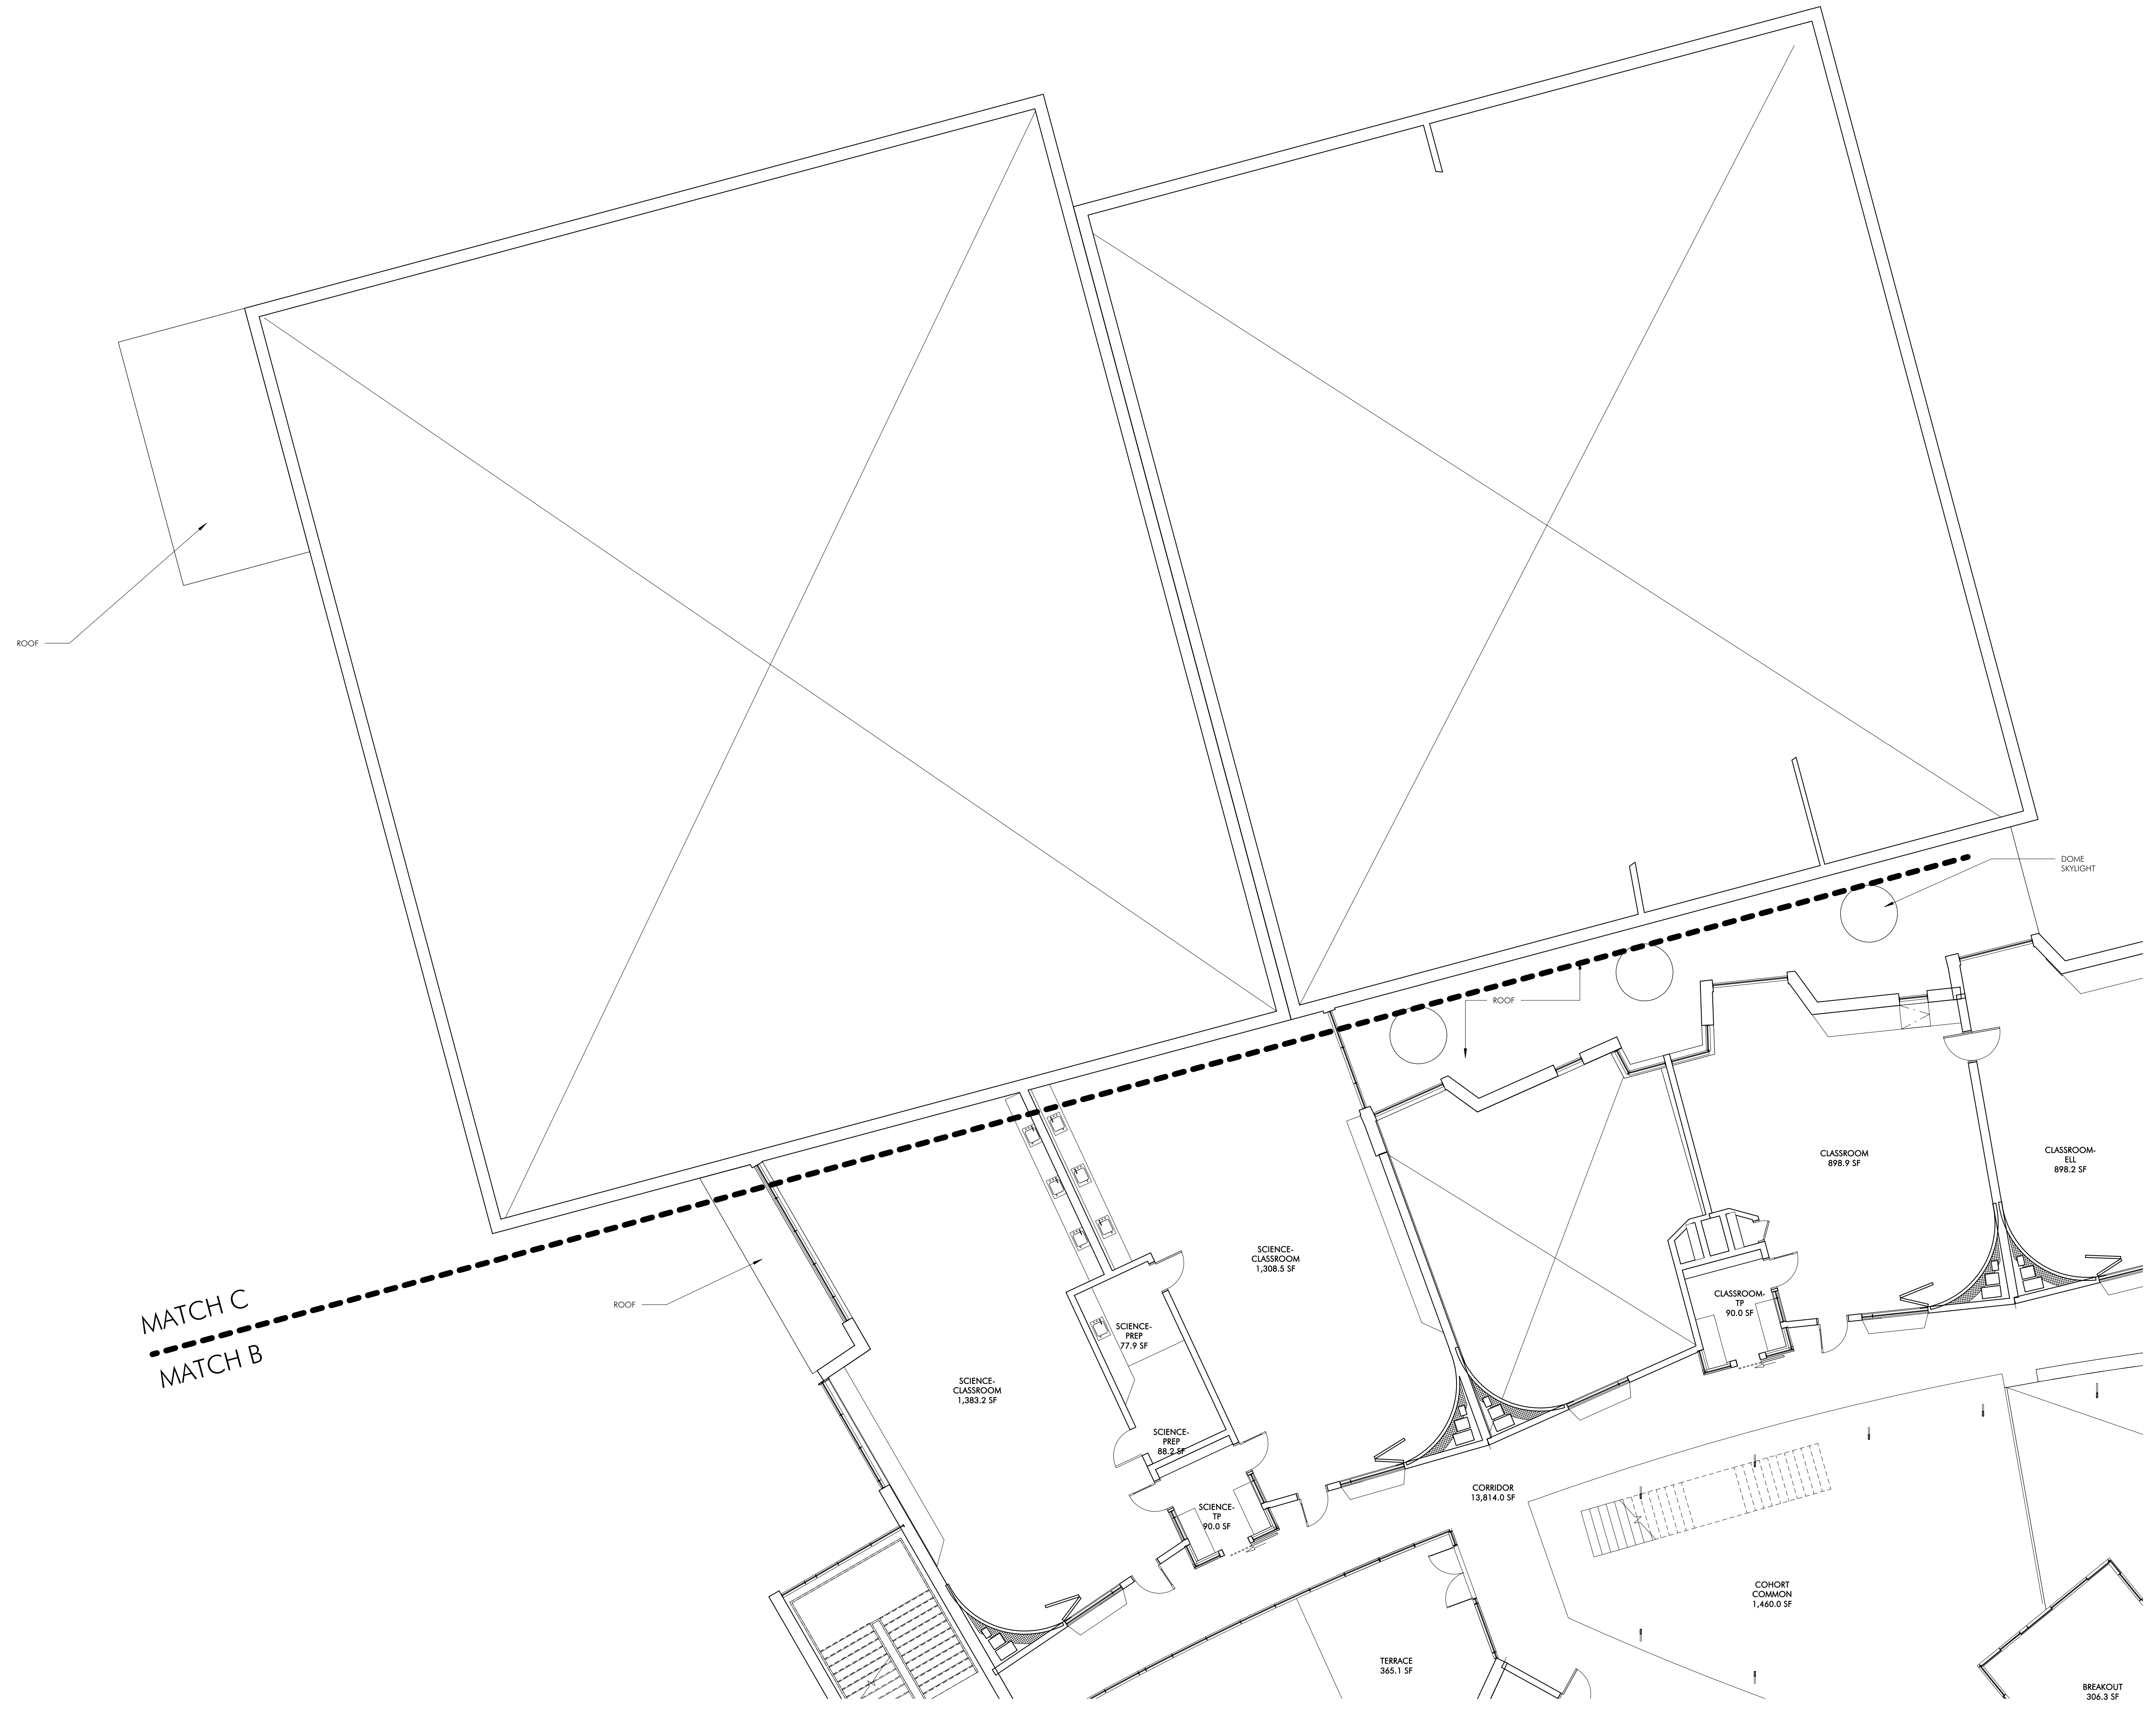 ROOF
DOME
SKYLIGHT
ROOF
CLASSROOM
898.9 SF
CLASSROOM-
ELL
898.2 SF
SCIENCE-
CLASSROOM
1,308.5 SF
MATCH C
MATCH B
ROOF
CLASSROOM-
TP
90.0 SF
SCIENCE-
PREP
77.9 SF
SCIENCE-
CLASSROOM
1,383.2 SF
SCIENCE-
PREP
88.2 SF
CORRIDOR
13,814.0 SF
SCIENCE-
TP
90.0 SF
COHORT
COMMON
1,460.0 SF
TERRACE
365.1 SF
BREAKOUT
306.3 SF